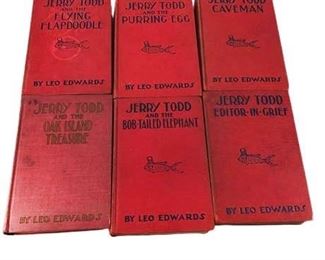 JERRY TODD
AND THE
FLYING
FLAPDOODLE
BY LEO EDWARDS
JERRY TODD
AND THE
PURRING EGG
BY LEO EDWARDS
JERRY TODD
CAVEMAN
BY LEO EDWARDS
JERRY TODD
AND THE
OAK ISLAND
TREASURE
BY LEO EDWARDS
JERRY TODD
AND THE
BOB-TAILED ELEPHANT
BY LEO EDWARDS
JERRY TODD
EDITOR-IN-GRIEF
BY LEO EDWARDS